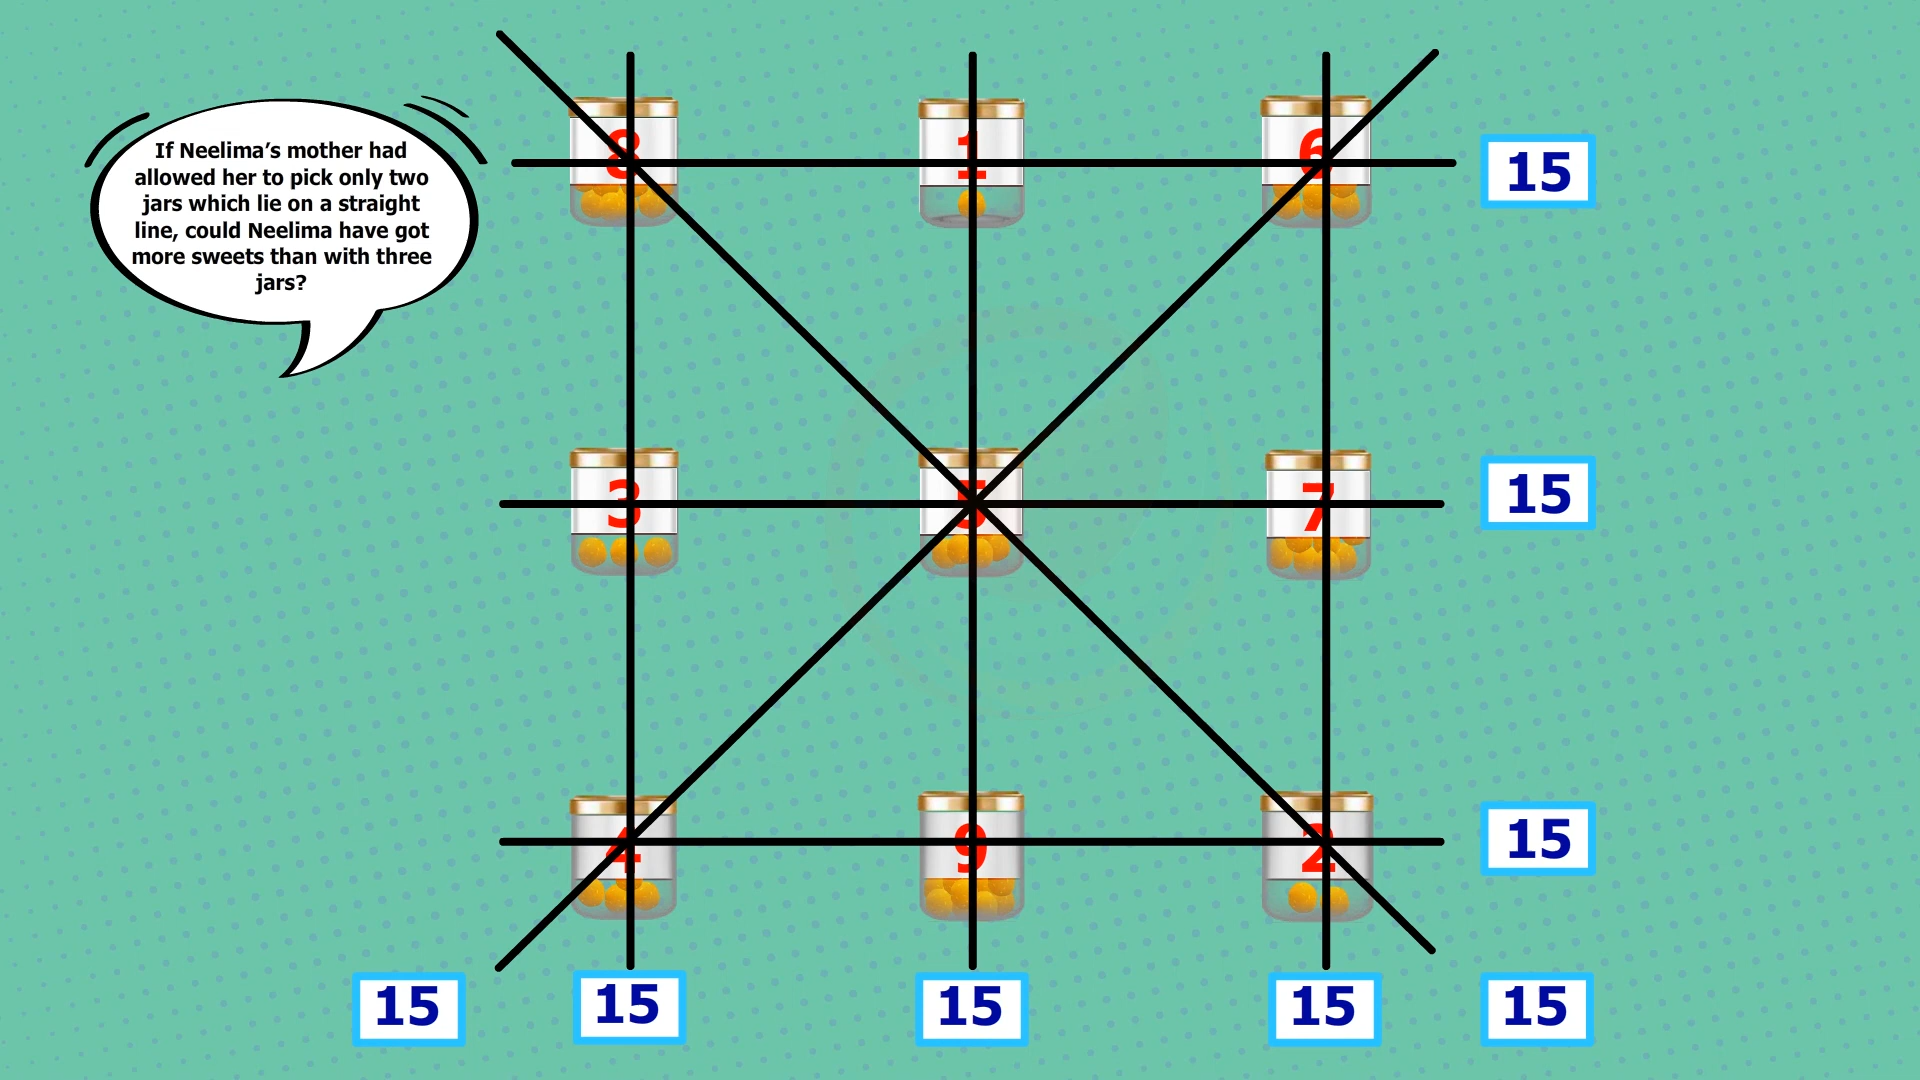 If Neelima’s mother had
allowed her to pick only two
jars which lie on a straight
line, could Neelima have got
more sweets than with three
jars?
8 1 6 15
3 5 7 15
4 9 2 15
15 15 15 15 15